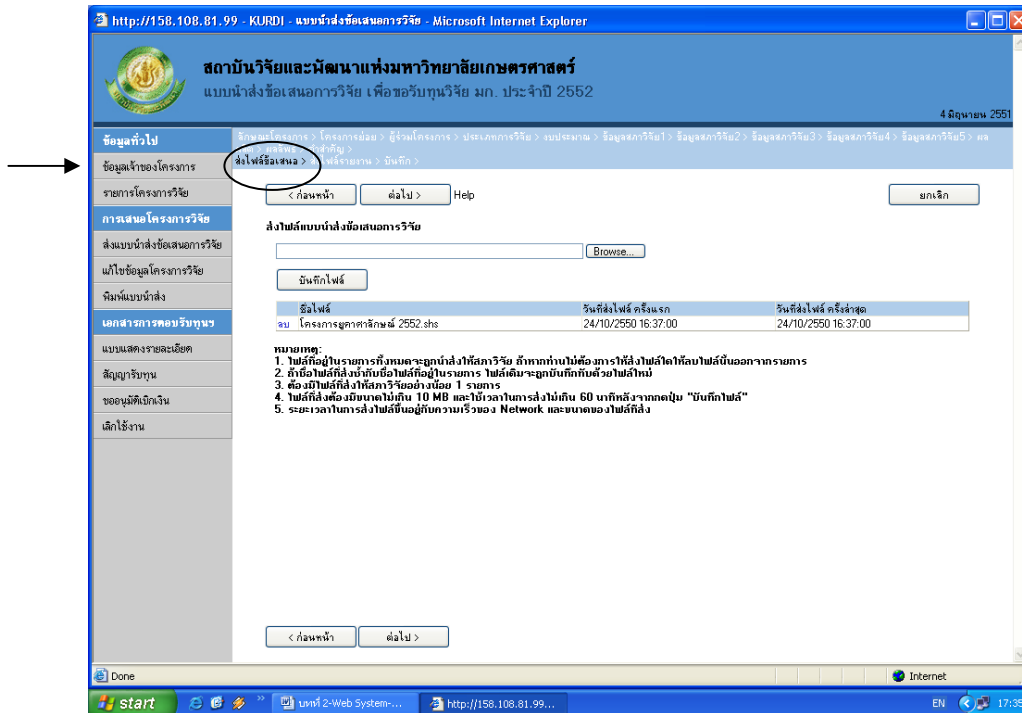 http://158.108.81.99 - KURDI - แบบนำส่งข้อเสนอการวิจัย - Microsoft Internet Explorer
สถาบันวิจัยและพัฒนาแห่งมหาวิทยาลัยเกษตรศาสตร์
แบบนำส่งข้อเสนอการวิจัย เพื่อขอรับทุนวิจัย มก. ประจำปี 2552
4 มิถุนายน 2551
ข้อมูลทั่วไป
ข้อมูลเจ้าของโครงการ
รายการโครงการวิจัย
การเสนอโครงการวิจัย
ส่งแบบนำส่งข้อเสนอการวิจัย
แก้ไขข้อมูลโครงการวิจัย
พิมพ์แบบนำส่ง
เอกสารการตอบรับทุนฯ
แบบแสดงรายละเอียด
สัญญารับทุน
ขออนุมัติเบิกเงิน
เลิกใช้งาน
ลักษณะโครงการ > โครงการย่อย > ผู้ร่วมโครงการ > ประเภทการวิจัย > งบประมาณ > ข้อมูลสภาวิจัย1 > ข้อมูลสภาวิจัย2 > ข้อมูลสภาวิจัย3 > ข้อมูลสภาวิจัย4 > ข้อมูลสภาวิจัย5 > ผล
ผลลัพธ์ > คำสำคัญ >
ส่งไฟล์ข้อเสนอ > ส่งไฟล์รายงาน > บันทึก >
< ก่อนหน้า ต่อไป > Help ยกเลิก
ส่งไฟล์แบบนำส่งข้อเสนอการวิจัย
Browse...
บันทึกไฟล์
ชื่อไฟล์ วันที่ส่งไฟล์ ครั้งแรก วันที่ส่งไฟล์ ครั้งล่าสุด
ลบ โครงการยูคาศาลักษณ์ 2552.shs 24/10/2550 16:37:00 24/10/2550 16:37:00
หมายเหตุ:
1. ไฟล์ที่อยู่ในรายการทั้งหมดจะถูกนำส่งให้สภาวิจัย ถ้าหากท่านไม่ต้องการให้ส่งไฟล์ใดให้ลบไฟล์นั้นออกจากรายการ
2. ถ้าชื่อไฟล์ที่ส่งซ้ำกับชื่อไฟล์ที่อยู่ในรายการ ไฟล์เดิมจะถูกบันทึกทับด้วยไฟล์ใหม่
3. ต้องมีไฟล์ที่ส่งให้สภาวิจัยอย่างน้อย 1 รายการ
4. ไฟล์ที่ส่งต้องมีขนาดไม่เกิน 10 MB และใช้เวลาในการส่งไม่เกิน 60 นาทีหลังจากกดปุ่ม "บันทึกไฟล์"
5. ระยะเวลาในการส่งไฟล์ขึ้นอยู่กับความเร็วของ Network และขนาดของไฟล์ที่ส่ง
< ก่อนหน้า ต่อไป >
Done Internet
start บทที่ 2-Web System-... http://158.108.81.99... EN 17:35